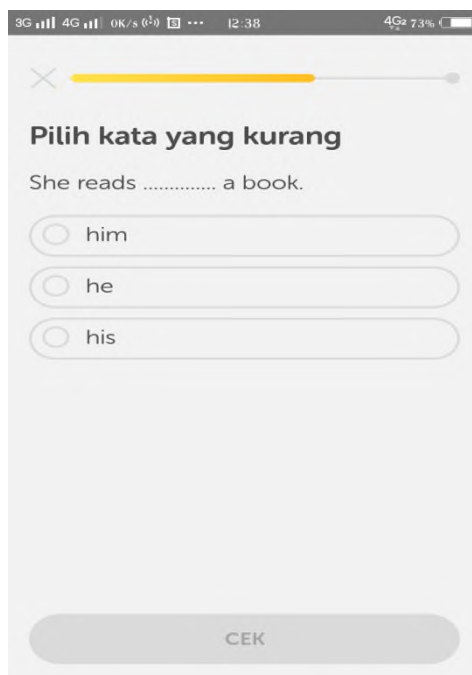 3G 4G 0K/s S ... 12:38 4G2 73%
Pilih kata yang kurang
She reads .............. a book.
him
he
his
CEK